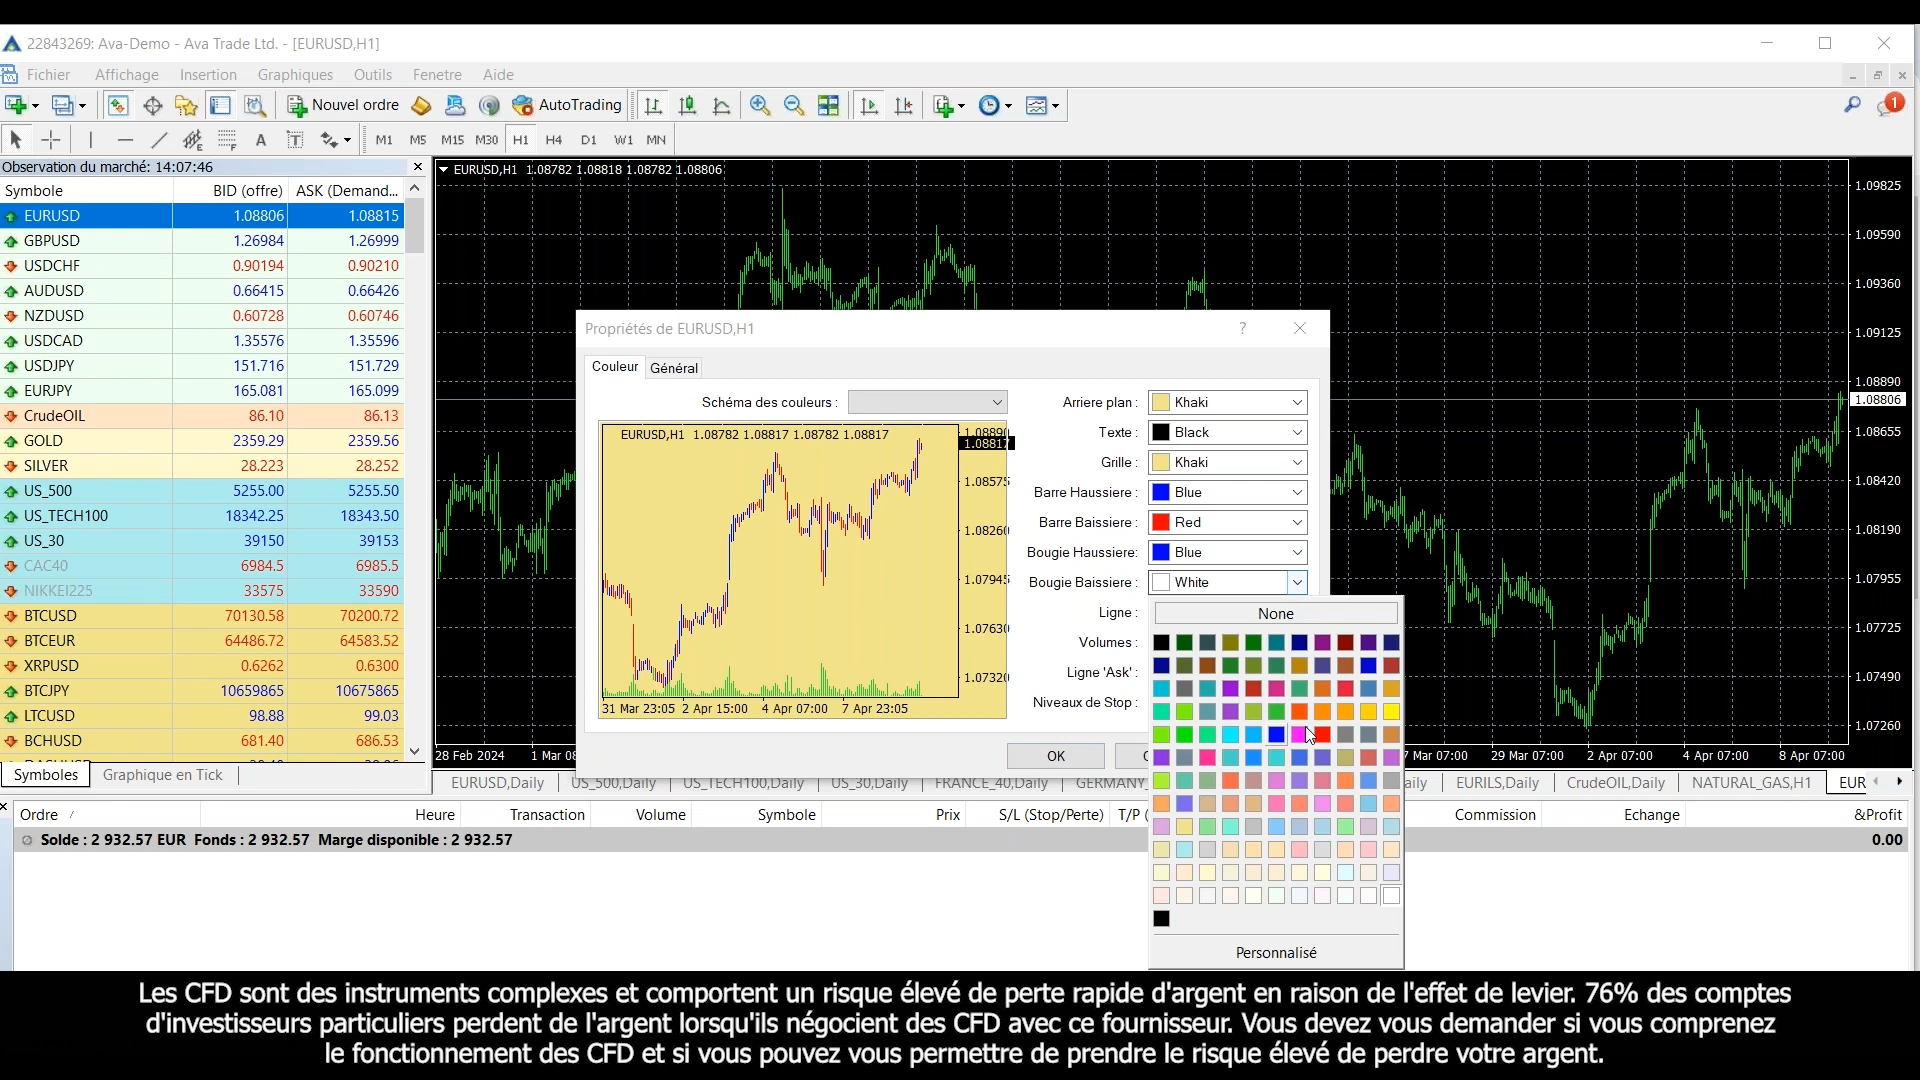 22843269: Ava-Demo - Ava Trade Ltd. - [EURUSD,H1]
Fichier Affichage Insertion Graphiques Outils Fenetre Aide
Nouvel ordre AutoTrading 1
A T M1 M5 M15 M30 H1 H4 D1 W1 MN
Observation du marché: 14:07:46
Symbole BID (offre) ASK (Demand...
EURUSD 1.08806 1.08815
GBPUSD 1.26984 1.26999
USDCHF 0.90194 0.90210
AUDUSD 0.66415 0.66426
NZDUSD 0.60728 0.60746
USDCAD 1.35576 1.35596
USDJPY 151.716 151.729
EURJPY 165.081 165.099
CrudeOIL 86.10 86.13
GOLD 2359.29 2359.56
SILVER 28.223 28.252
US_500 5255.00 5255.50
US_TECH100 18342.25 18343.50
US_30 39150 39153
CAC40 6984.5 6985.5
NIKKEI225 33575 33590
BTCUSD 70130.58 70200.72
BTCEUR 64486.72 64583.52
XRPUSD 0.6262 0.6300
BTCJPY 10659865 10675865
LTCUSD 98.88 99.03
BCHUSD 681.40 686.53
Symboles Graphique en Tick
EURUSD,H1 1.08782 1.08818 1.08782 1.08806
1.09825
1.09590
1.09360
1.09125
1.08890
1.08806
1.08655
1.08420
1.08190
1.07955
1.07725
1.07490
1.07260
Propriétés de EURUSD,H1 ?
Couleur Général
Schéma des couleurs :
EURUSD,H1 1.08782 1.08817 1.08782 1.08817
1.08890
1.08817
1.08575
1.08260
1.07945
1.07630
1.07320
31 Mar 23:05 2 Apr 15:00 4 Apr 07:00 7 Apr 23:05
Arriere plan : Khaki
Texte : Black
Grille : Khaki
Barre Haussiere : Blue
Barre Baissiere : Red
Bougie Haussiere: Blue
Bougie Baissiere : White
Ligne :
Volumes :
Ligne 'Ask' :
Niveaux de Stop :
None
Personnalisé
OK
28 Feb 2024 1 Mar 08 7 Mar 07:00 29 Mar 07:00 2 Apr 07:00 4 Apr 07:00 8 Apr 07:00
EURUSD,Daily US_500,Daily US_TECH100,Daily US_30,Daily FRANCE_40,Daily GERMANY aily EURILS,Daily CrudeOIL,Daily NATURAL_GAS,H1 EUR
Ordre / Heure Transaction Volume Symbole Prix S/L (Stop/Perte) T/P ( Commission Echange &Profit
Solde : 2 932.57 EUR Fonds : 2 932.57 Marge disponible : 2 932.57 0.00
Les CFD sont des instruments complexes et comportent un risque élevé de perte rapide d'argent en raison de l'effet de levier. 76% des comptes
d'investisseurs particuliers perdent de l'argent lorsqu'ils négocient des CFD avec ce fournisseur. Vous devez vous demander si vous comprenez
le fonctionnement des CFD et si vous pouvez vous permettre de prendre le risque élevé de perdre votre argent.